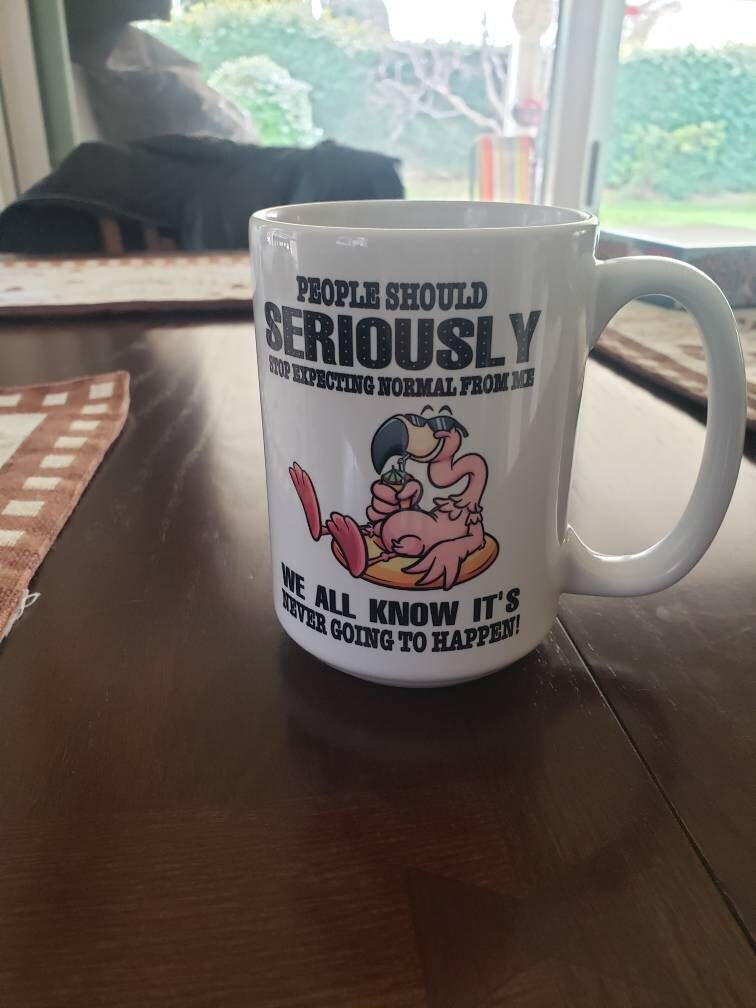 PEOPLE SHOULD
SERIOUSLY
STOP EXPECTING NORMAL FROM ME
WE ALL KNOW IT'S
NEVER GOING TO HAPPEN!